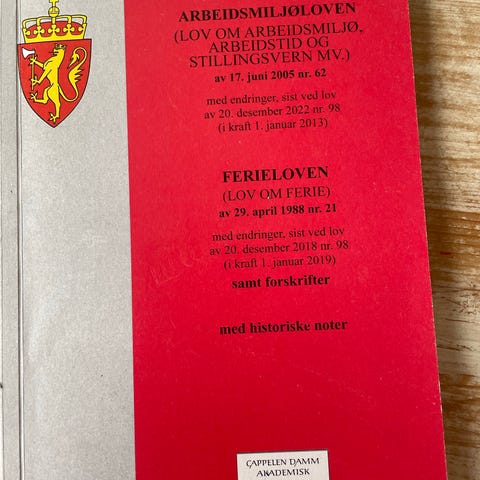 ARBEIDSMILJØLOVEN
(LOV OM ARBEIDSMILJØ,
ARBEIDSTID OG
STILLINGSVERN MV.)
av 17. juni 2005 nr. 62
med endringer, sist ved lov
av 20. desember 2022 nr. 98
(i kraft 1. januar 2013)
FERIELOVEN
(LOV OM FERIE)
av 29. april 1988 nr. 21
med endringer, sist ved lov
av 20. desember 2018 nr. 98
(i kraft 1. januar 2019)
samt forskrifter
med historiske noter
CAPPELEN DAMM
AKADEMISK